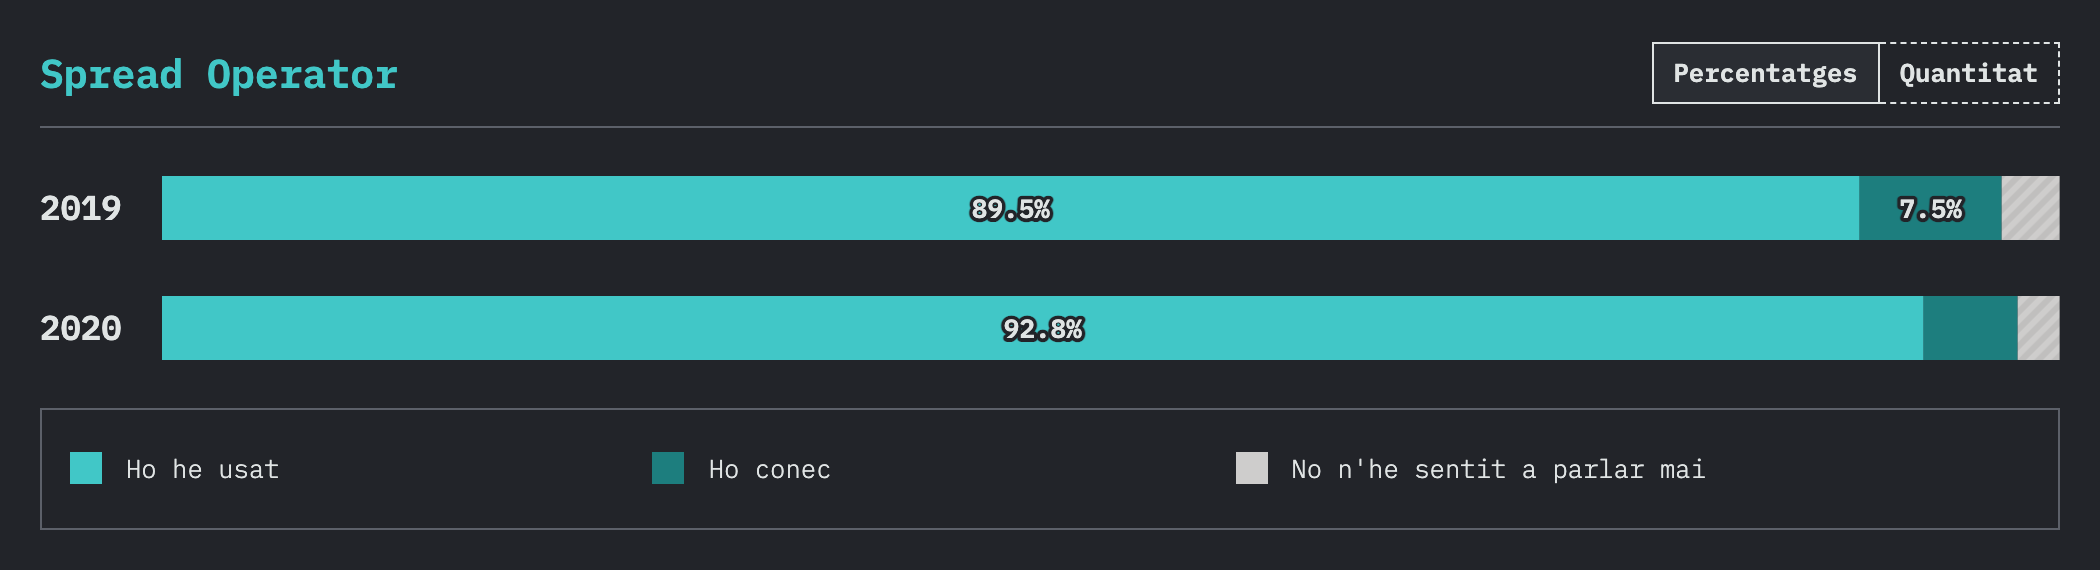 Spread Operator
Percentatges Quantitat
2019 89.5% 7.5%
2020 92.8%
Ho he usat Ho conec No n'he sentit a parlar mai